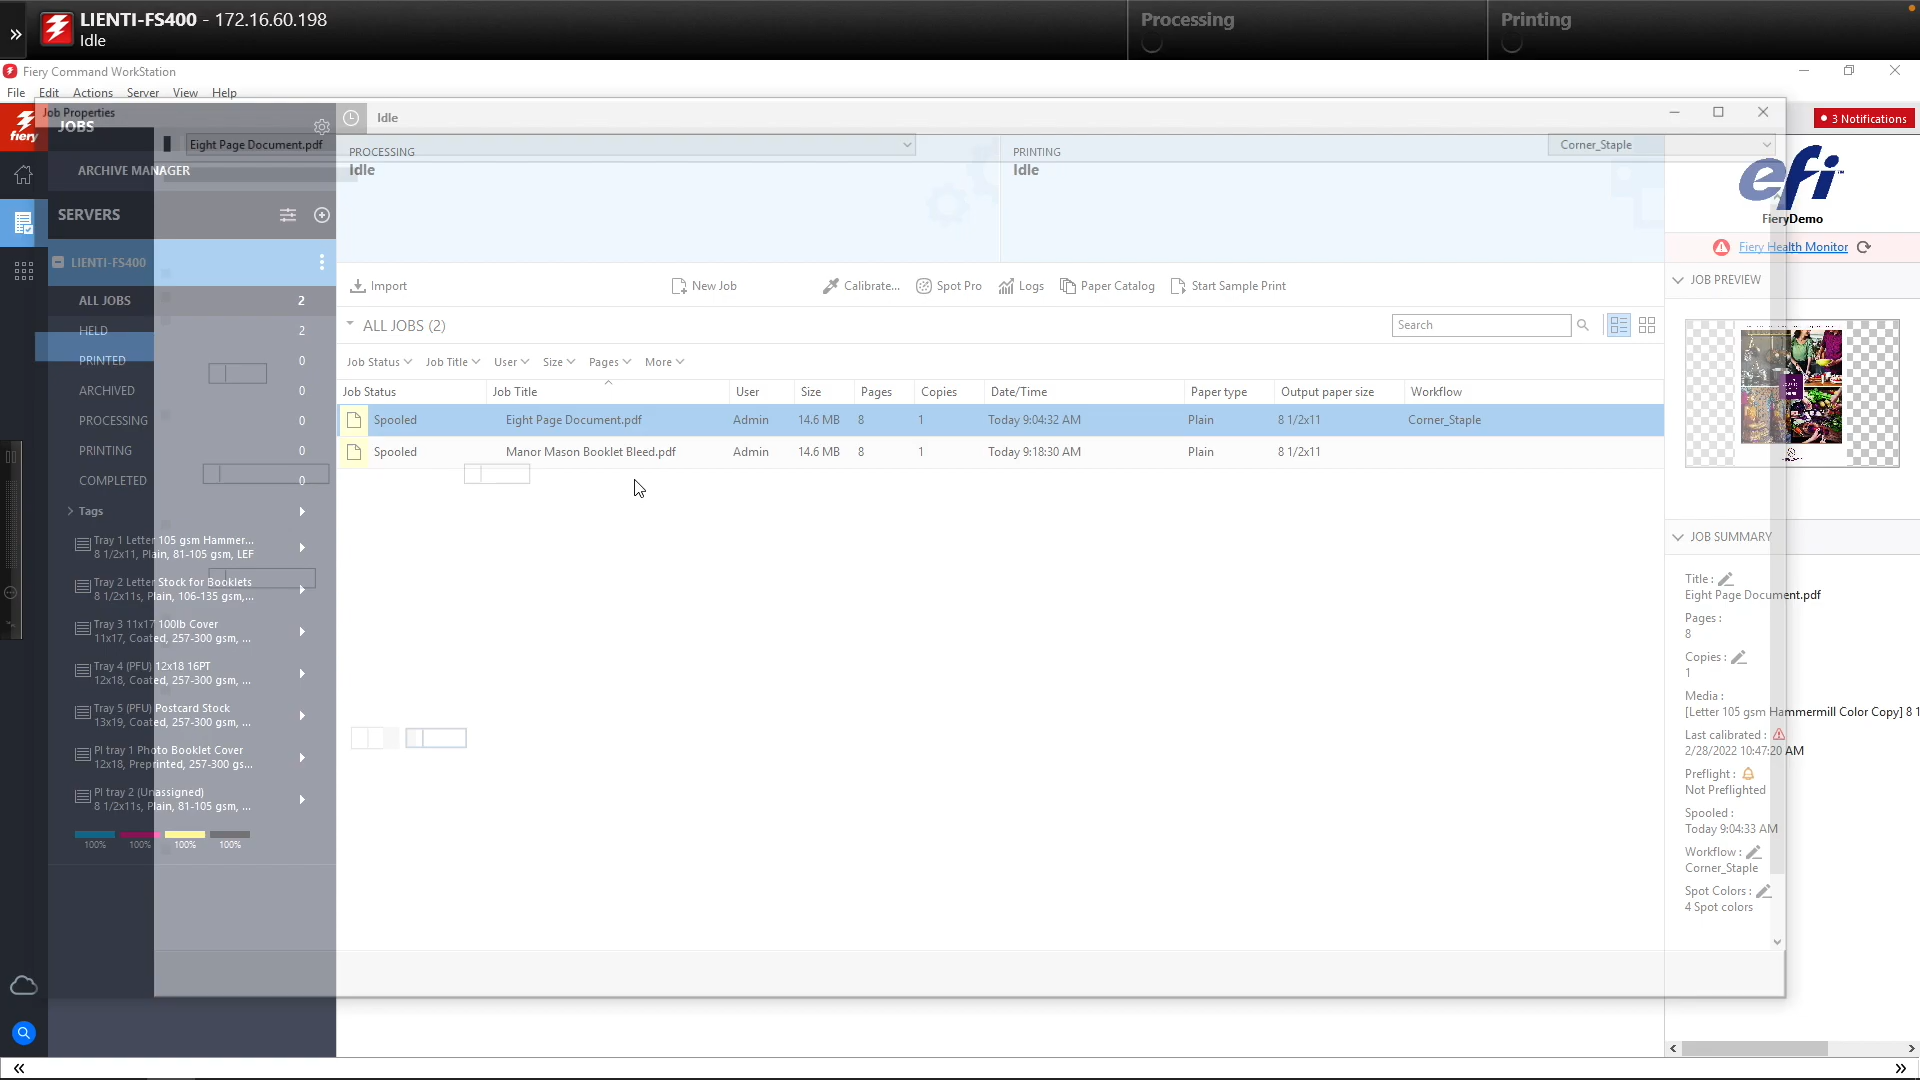 LIENTI-FS400 - 172.16.60.198
Idle
Processing
Printing
Fiery Command WorkStation
File Edit Actions Server View Help
Job Properties
JOBS
Idle
3 Notifications
fiery
Eight Page Document.pdf
Corner_Staple
PROCESSING
Idle
PRINTING
Idle
ARCHIVE MANAGER
efi
FieryDemo
SERVERS
Fiery Health Monitor
LIENTI-FS400
Import
New Job
Calibrate...
Spot Pro
Logs
Paper Catalog
Start Sample Print
JOB PREVIEW
ALL JOBS 2
HELD 2
PRINTED 0
ARCHIVED 0
PROCESSING 0
PRINTING 0
COMPLETED 0
Tags
ALL JOBS (2)
Search
Job Status Job Title User Size Pages More
Job Status Job Title User Size Pages Copies Date/Time Paper type Output paper size Workflow
Spooled Eight Page Document.pdf Admin 14.6 MB 8 1 Today 9:04:32 AM Plain 8 1/2x11 Corner_Staple
Spooled Manor Mason Booklet Bleed.pdf Admin 14.6 MB 8 1 Today 9:18:30 AM Plain 8 1/2x11
Tray 1 Letter 105 gsm Hammer...
8 1/2x11, Plain, 81-105 gsm, LEF
Tray 2 Letter Stock for Booklets
8 1/2x11s, Plain, 106-135 gsm,...
Tray 3 11x17 100lb Cover
11x17, Coated, 257-300 gsm, ...
Tray 4 (PFU) 12x18 16PT
12x18, Coated, 257-300 gsm, ...
Tray 5 (PFU) Postcard Stock
13x19, Coated, 257-300 gsm, ...
PI tray 1 Photo Booklet Cover
12x18, Preprinted, 257-300 gs...
PI tray 2 (Unassigned)
8 1/2x11s, Plain, 81-105 gsm, ...
100% 100% 100% 100%
JOB SUMMARY
Title :
Eight Page Document.pdf
Pages :
8
Copies :
1
Media :
[Letter 105 gsm Hammermill Color Copy] 8 1
Last calibrated :
2/28/2022 10:47:20 AM
Preflight :
Not Preflighted
Spooled :
Today 9:04:33 AM
Workflow :
Corner_Staple
Spot Colors :
4 Spot colors